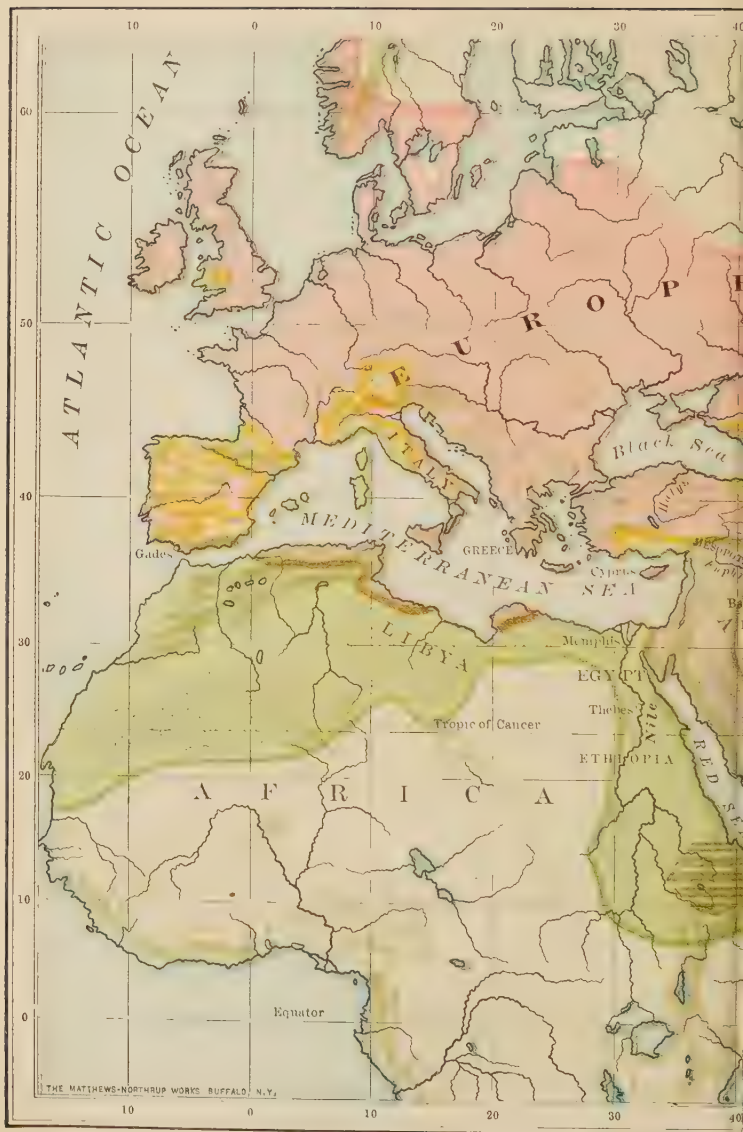 10 0 10 20 30 40
60
ATLANTIC OCEAN
EUROPE
50
ITALY
Black Sea
Halys
40
MEDITERRANEAN SEA
GREECE
Gades
Cyprus
LIBYA
30
Memphis
EGYPT
Thebes
Nile
Tropic of Cancer
RED
ETHIOPIA
20
AFRICA
10
0
Equator
THE MATTHEWS-NORTHRUP WORKS BUFFALO, N.Y.
10 0 10 20 30 40